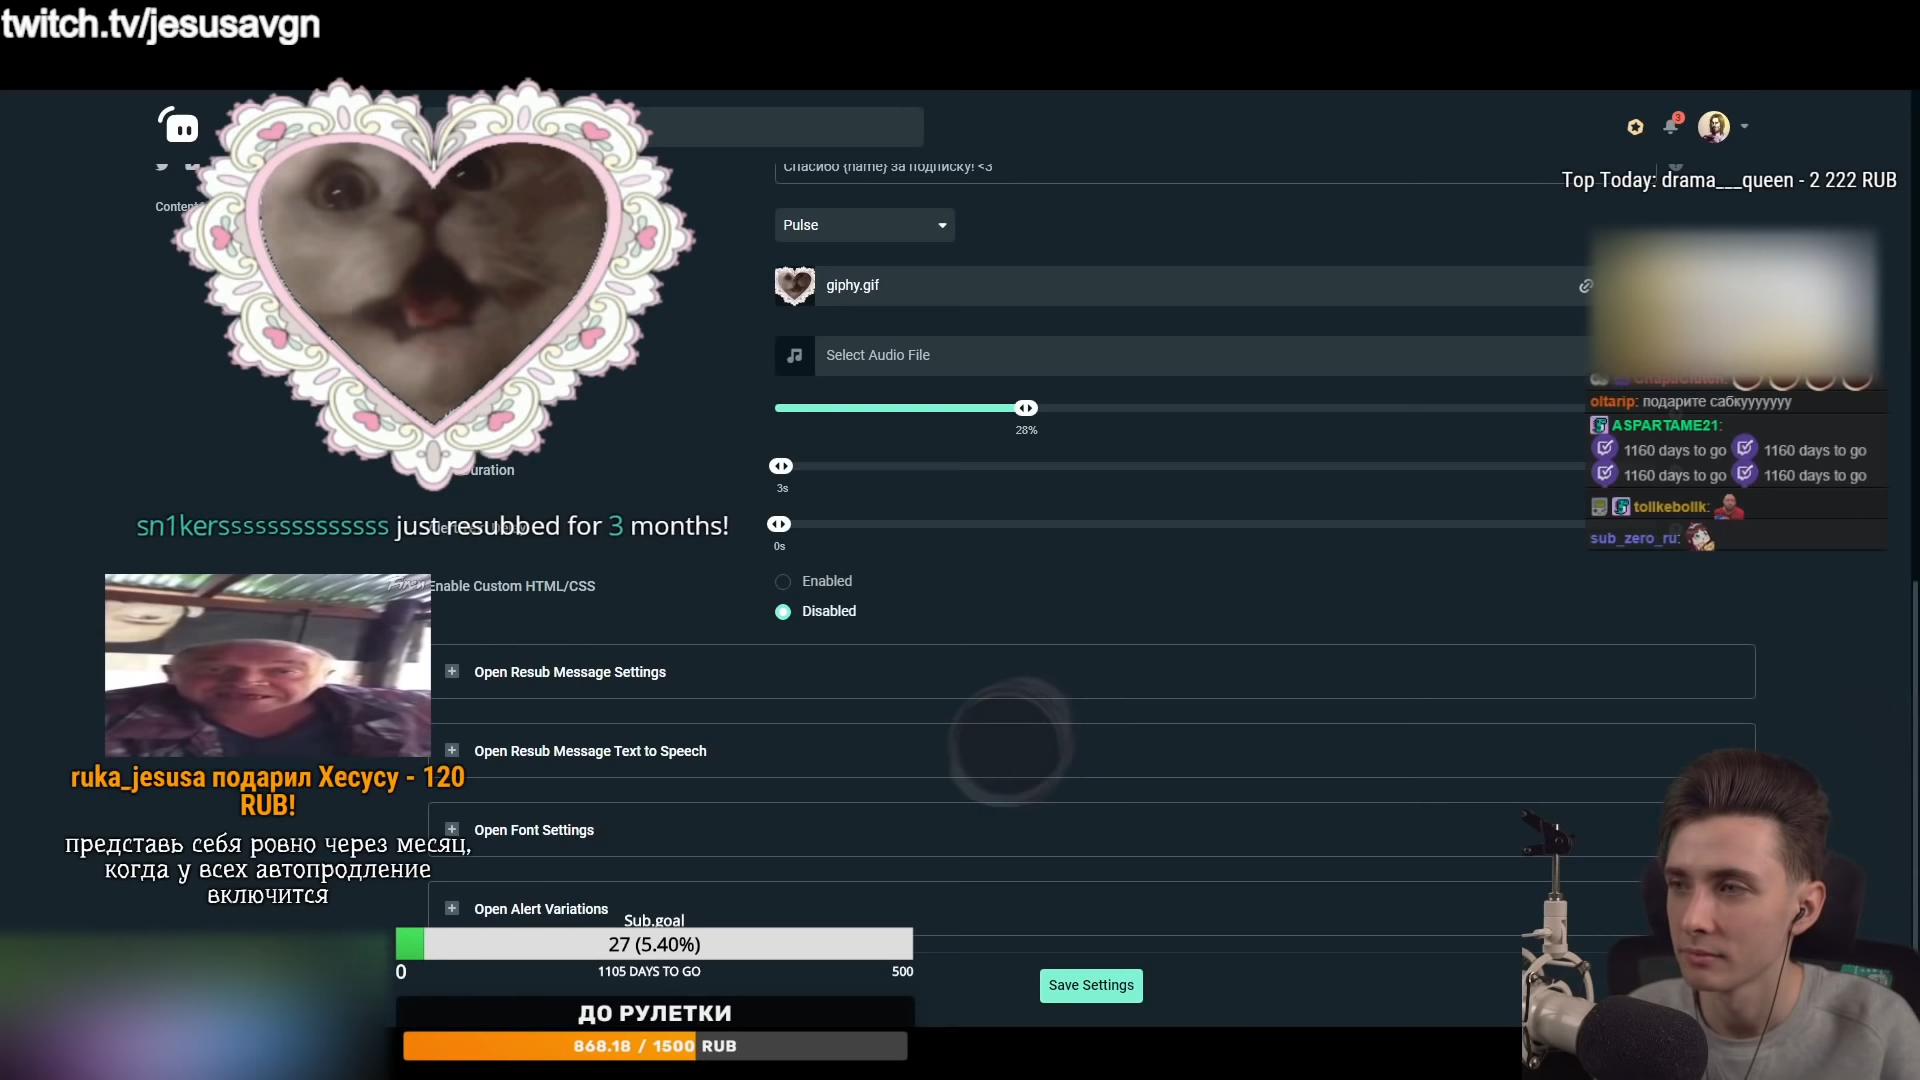 twitch.tv/jesusavgn
Content
Спасибо {name} за подписку! <3
Top Today: drama___queen - 2 222 RUB
Pulse
giphy.gif
Select Audio File
28%
oltarip: подарите сабкууууууу
ASPARTAME21:
1160 days to go 1160 days to go
1160 days to go 1160 days to go
3s
tollkebollk:
sn1kersssssssssssssss just resubbed for 3 months!
sub_zero_ru:
0s
Enable Custom HTML/CSS
Enabled
Disabled
Open Resub Message Settings
Open Resub Message Text to Speech
ruka_jesusa подарил Хесусу - 120
RUB!
Open Font Settings
представь себя ровно через месяц,
когда у всех автопродление
включится
Open Alert Variations
Sub.goal
27 (5.40%)
0 1105 DAYS TO GO 500
Save Settings
ДО РУЛЕТКИ
868.18 / 1500 RUB